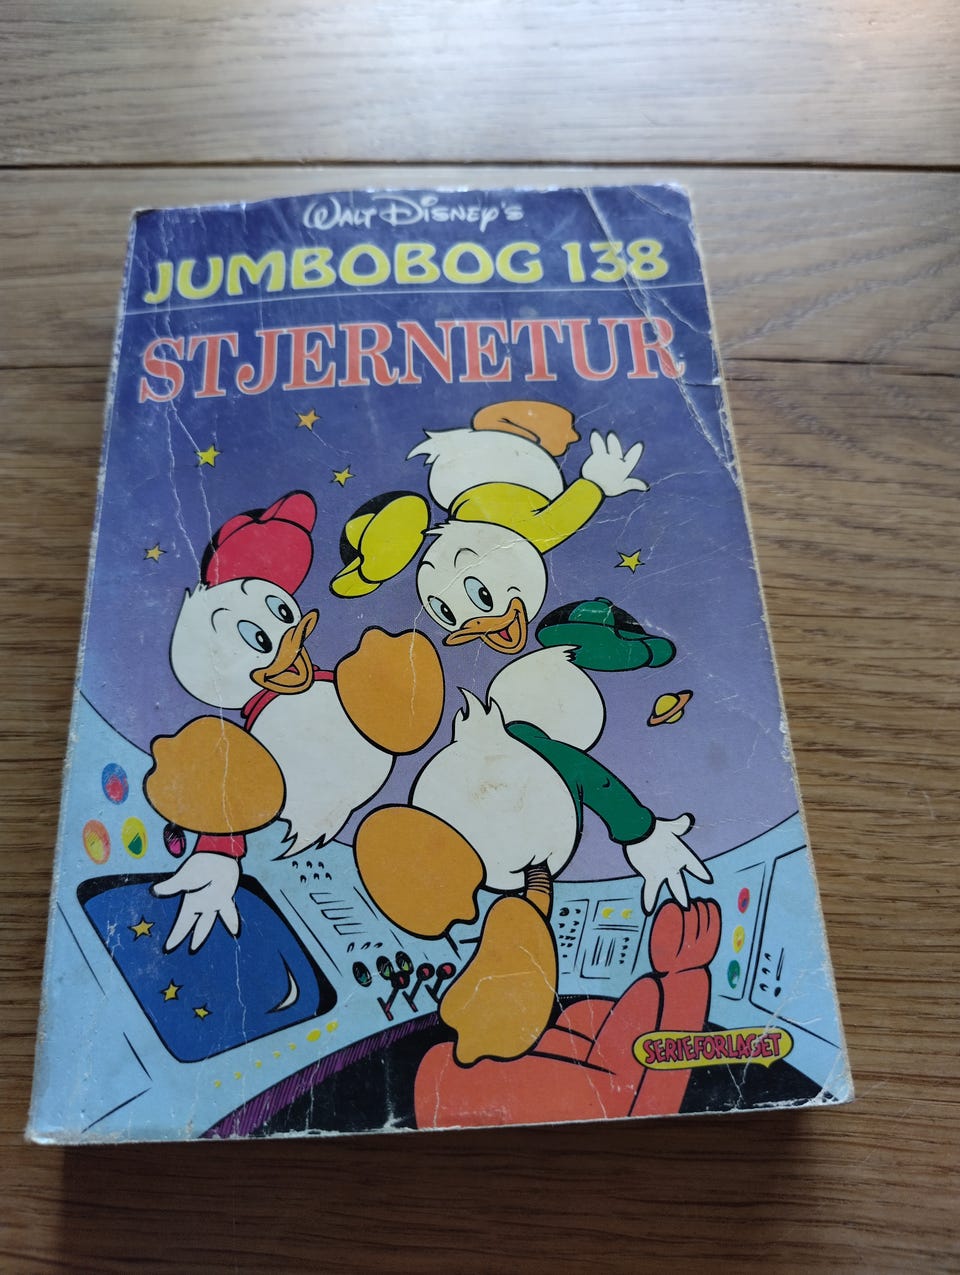 Walt Disney's
JUMBOBOG 138
STJERNETUR
SERIEFORLAGET